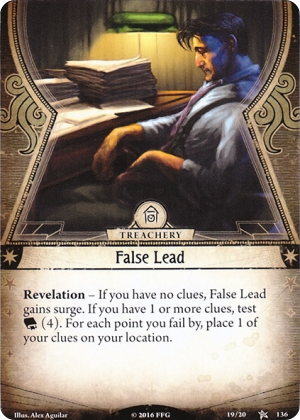 TREACHERY
False Lead
Revelation – If you have no clues, False Lead
gains surge. If you have 1 or more clues, test
(4). For each point you fail by, place 1 of
your clues on your location.
Illus. Alex Aguilar © 2016 FFG 19/20 136